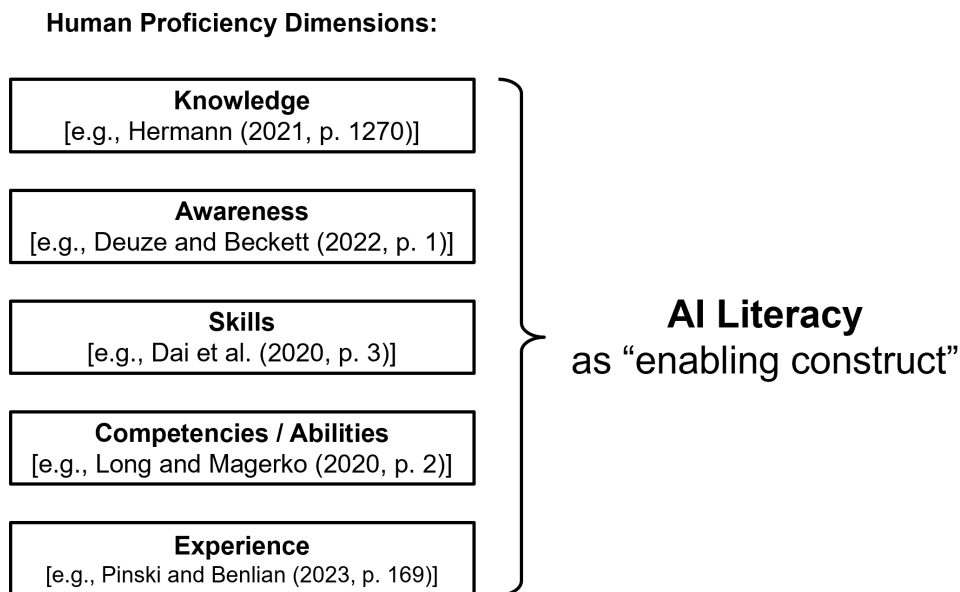 Human Proficiency Dimensions:
Knowledge
[e.g., Hermann (2021, p. 1270)]
Awareness
[e.g., Deuze and Beckett (2022, p. 1)]
Skills
[e.g., Dai et al. (2020, p. 3)]
Competencies / Abilities
[e.g., Long and Magerko (2020, p. 2)]
Experience
[e.g., Pinski and Benlian (2023, p. 169)]
AI Literacy
as “enabling construct”